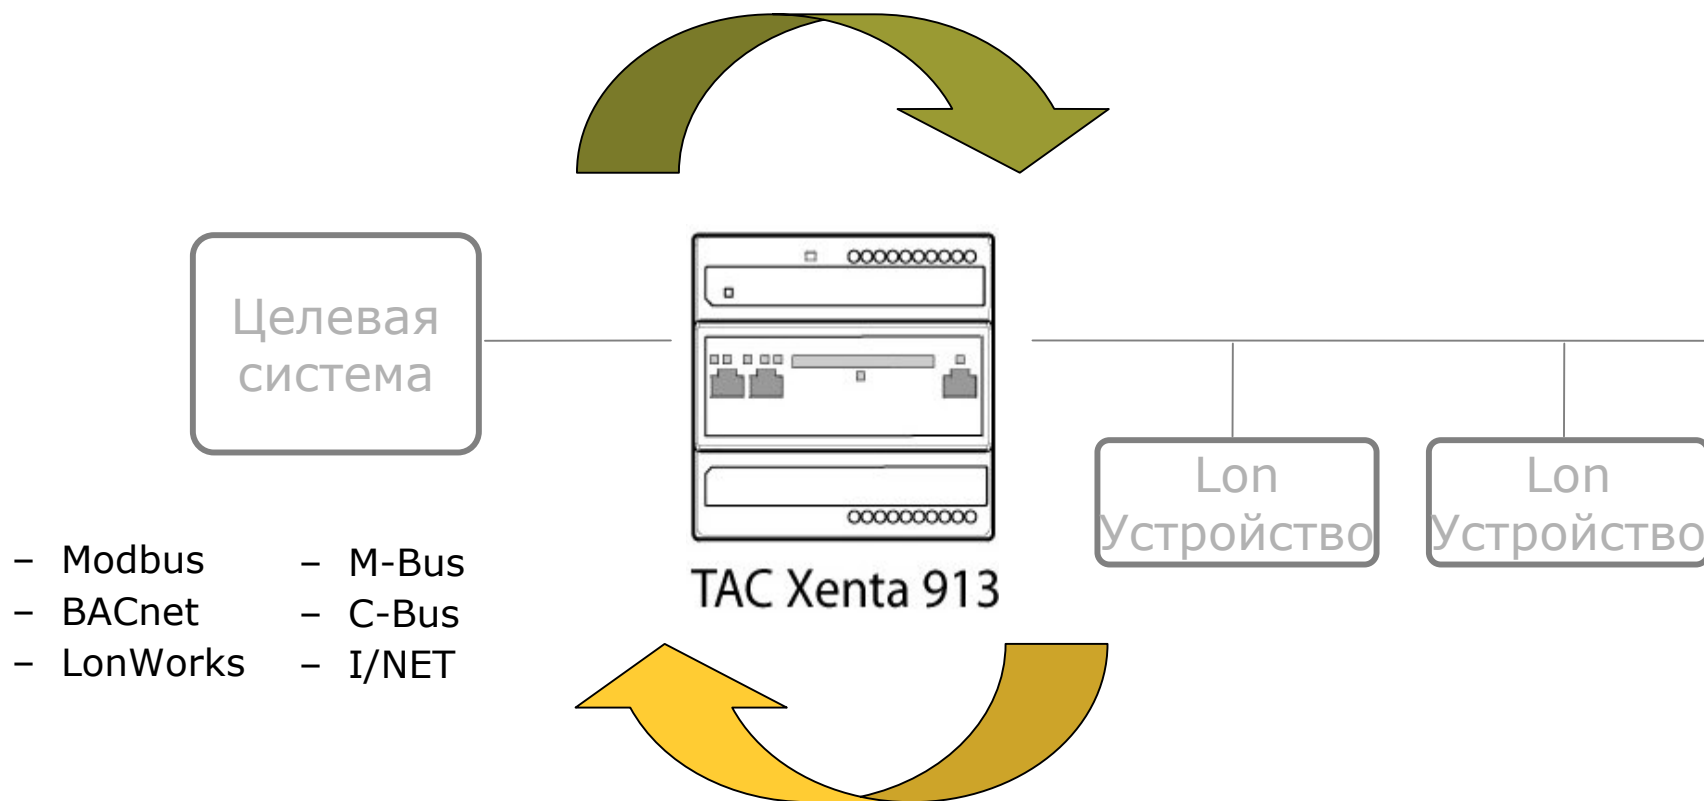 Целевая
система
Lon
Устройство
Lon
Устройство
TAC Xenta 913
– Modbus
– BACnet
– LonWorks
– M-Bus
– C-Bus
– I/NET